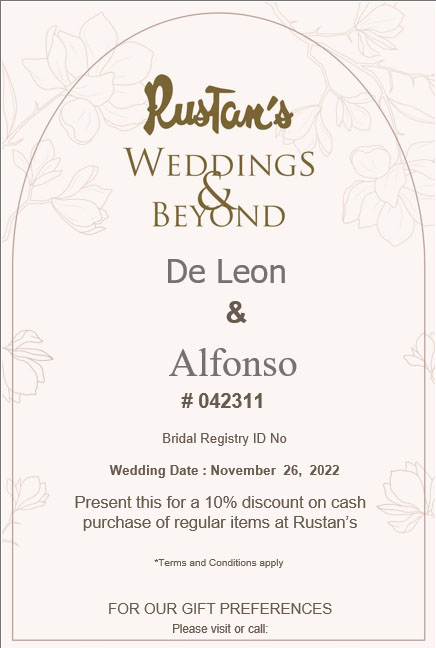 Rustan's
Weddings
&
Beyond
De Leon
&
Alfonso
# 042311
Bridal Registry ID No
Wedding Date : November 26, 2022
Present this for a 10% discount on cash
purchase of regular items at Rustan's
*Terms and Conditions apply
FOR OUR GIFT PREFERENCES
Please visit or call: